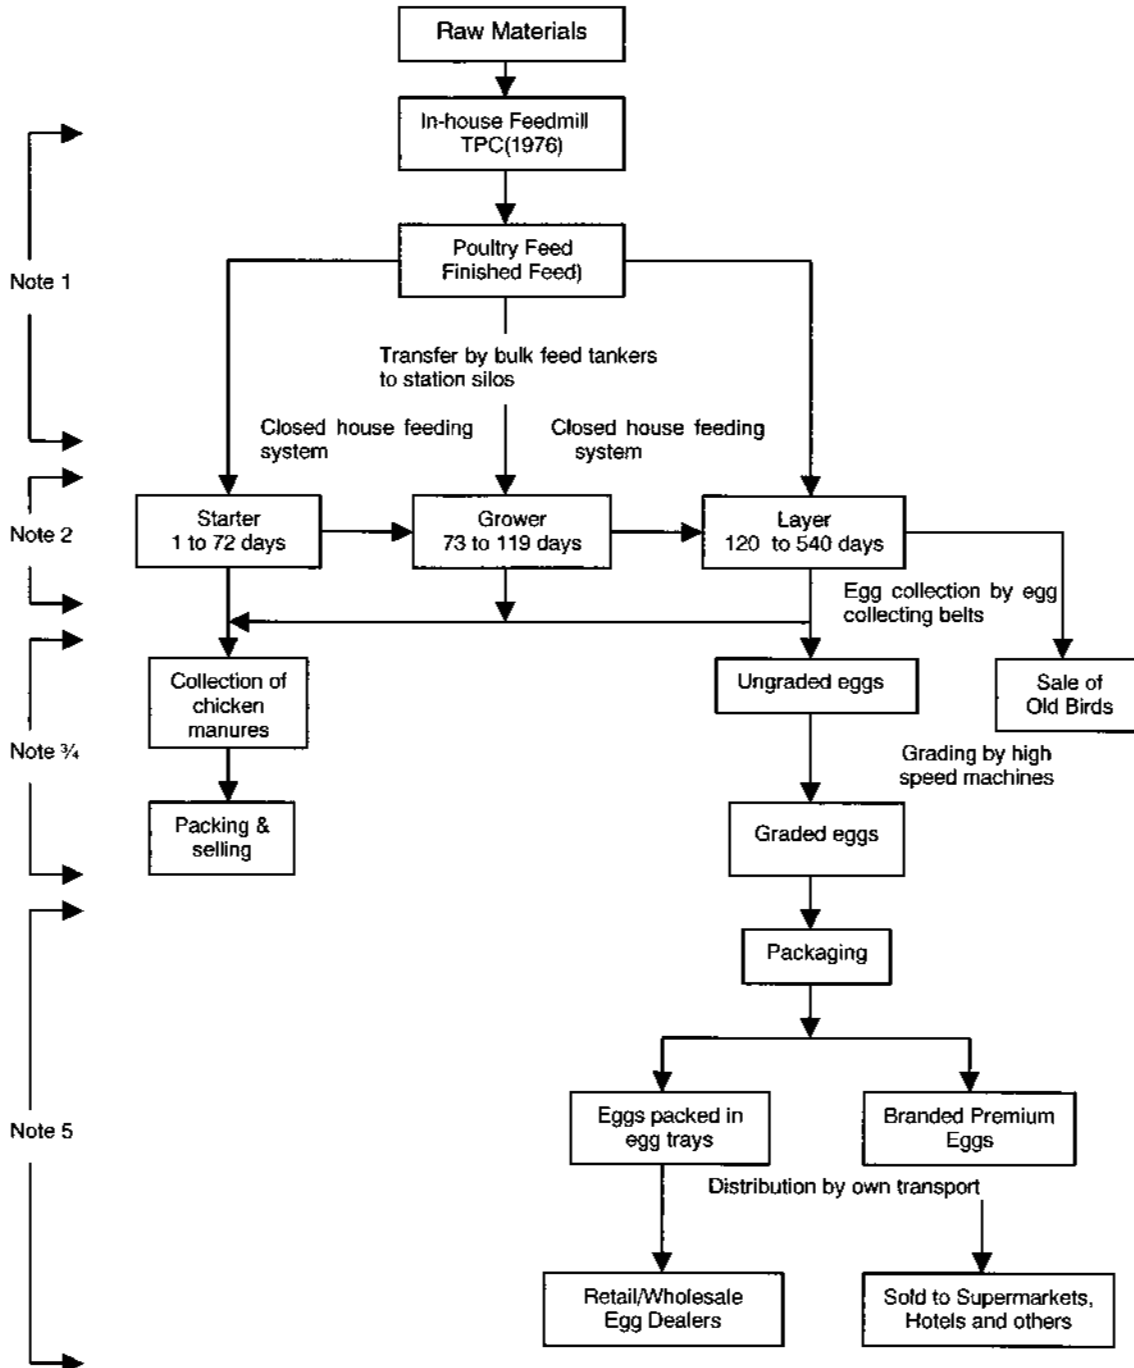 Raw Materials
In-house Feedmill
TPC(1976)
Poultry Feed
Finished Feed)
Note 1
Transfer by bulk feed tankers
to station silos
Closed house feeding
system
Closed house feeding
system
Note 2
Starter
1 to 72 days
Grower
73 to 119 days
Layer
120 to 540 days
Egg collection by egg
collecting belts
Note ¾
Collection of
chicken
manures
Ungraded eggs
Sale of
Old Birds
Grading by high
speed machines
Packing &
selling
Graded eggs
Packaging
Note 5
Eggs packed in
egg trays
Branded Premium
Eggs
Distribution by own transport
Retail/Wholesale
Egg Dealers
Sold to Supermarkets,
Hotels and others